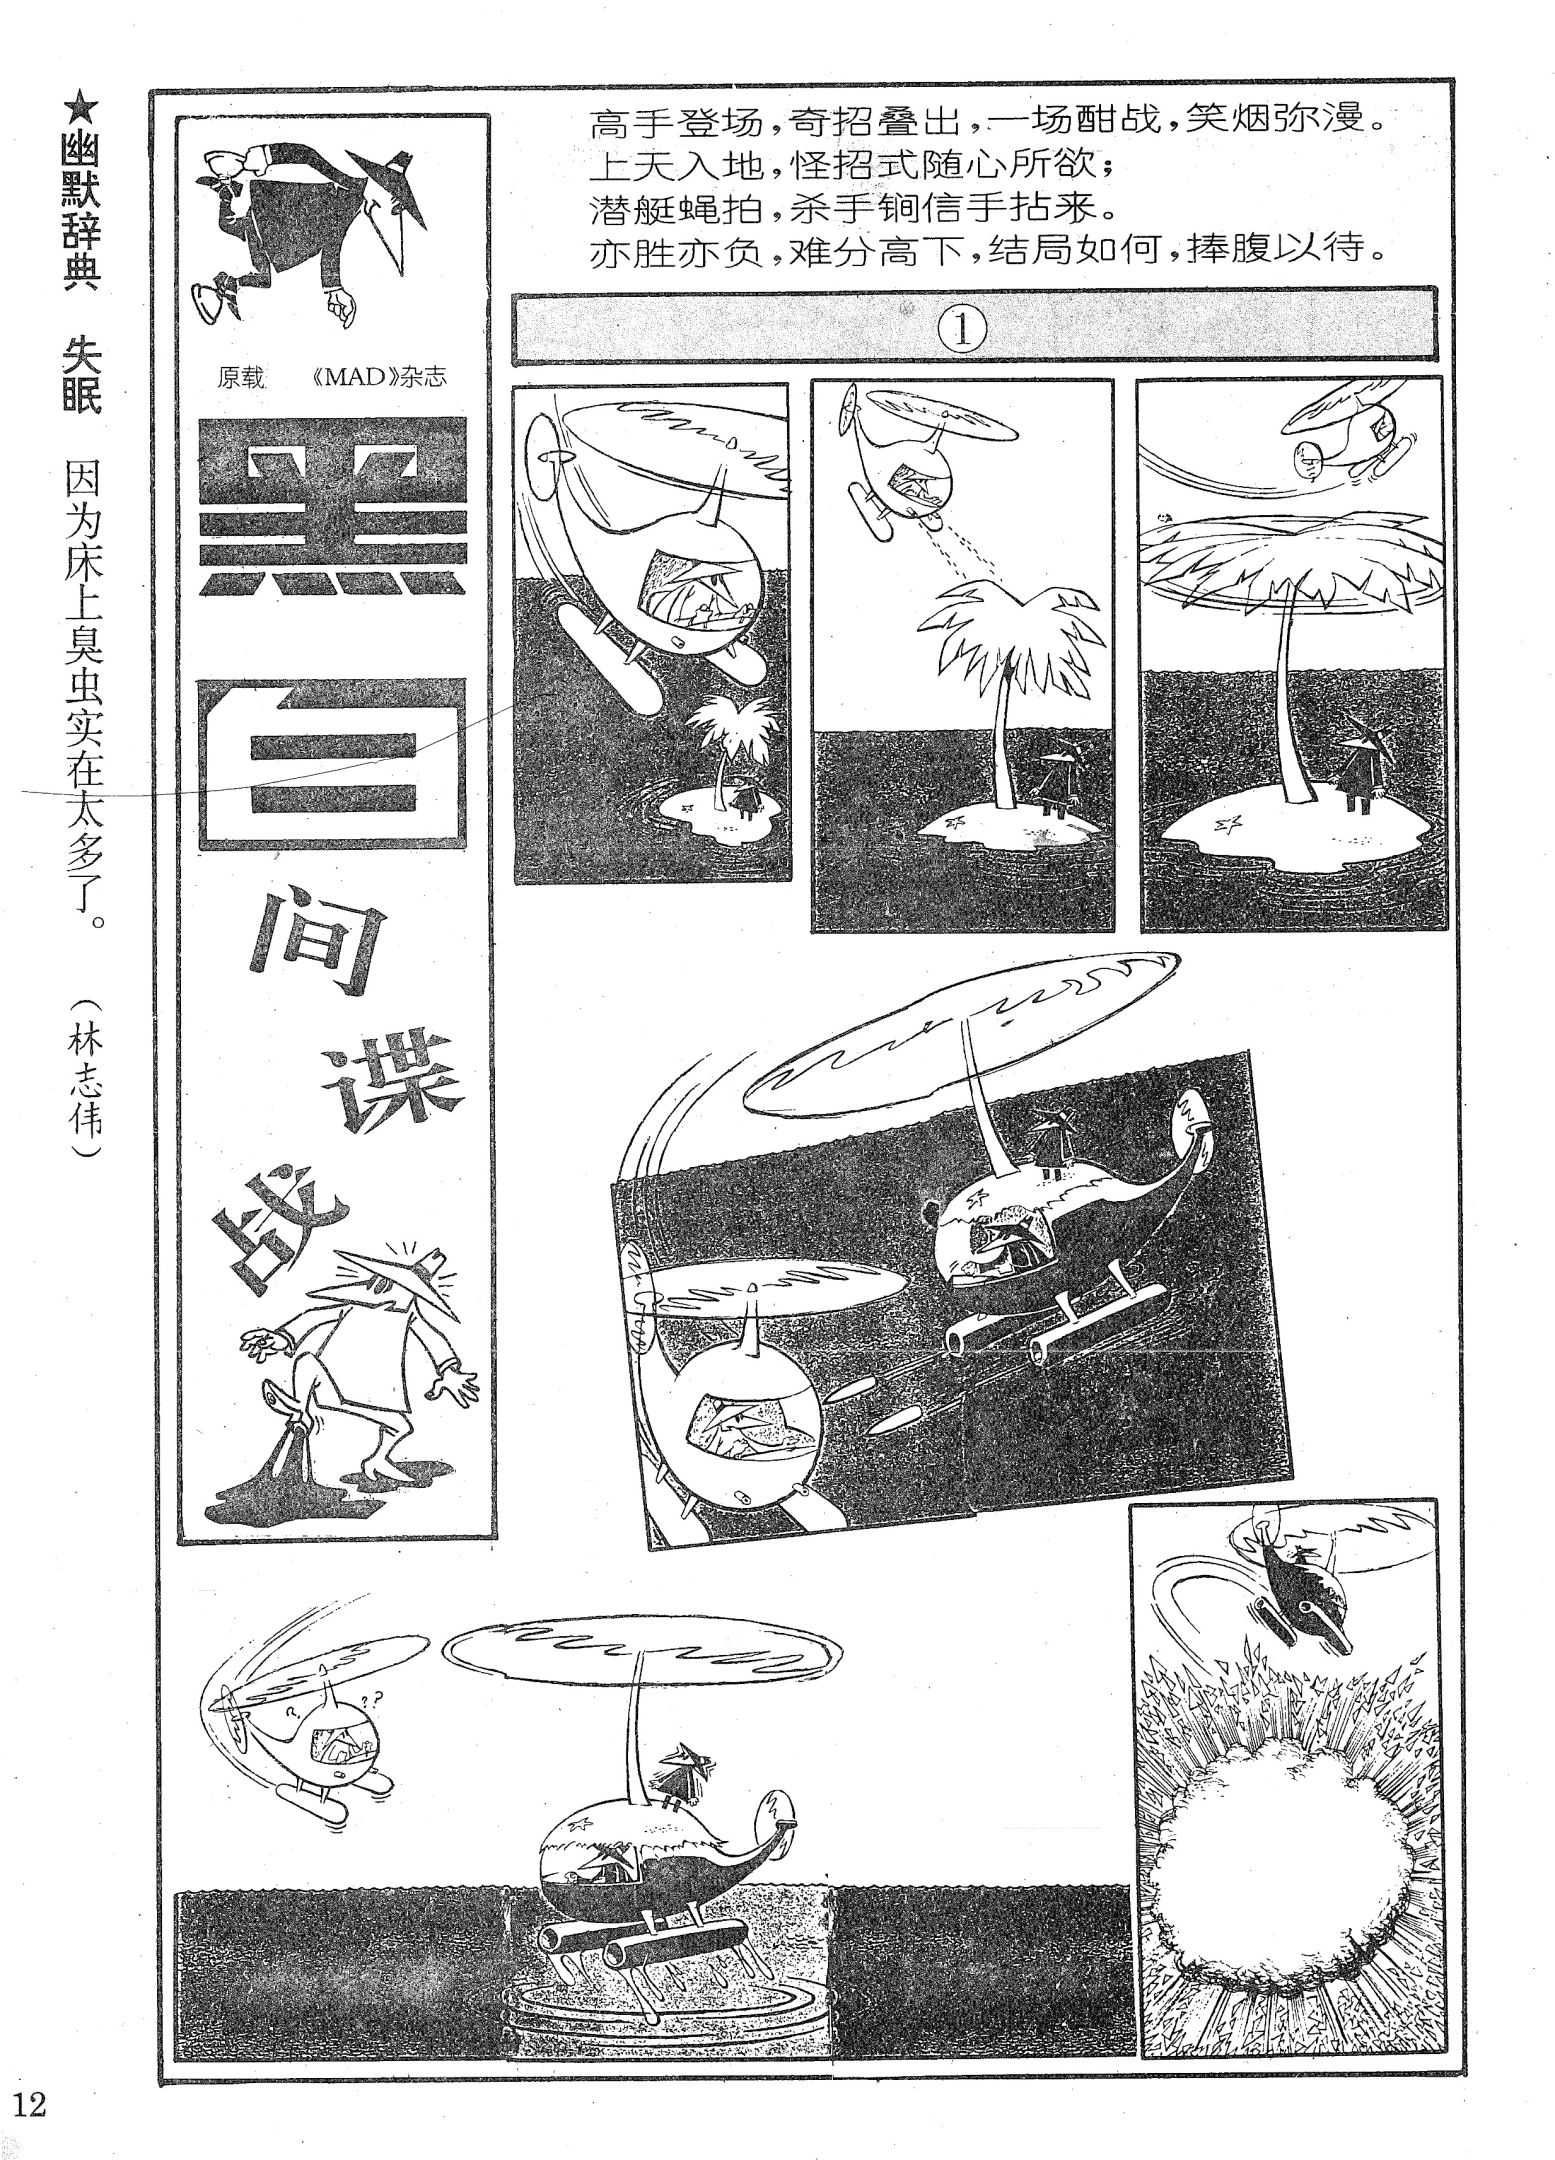 ★幽默辞典 失眠 因为床上臭虫实在太多了。 (林志伟)
高手登场,奇招叠出,一场酣战,笑烟弥漫。
上天入地,怪招式随心所欲;
潜艇蝇拍,杀手锏信手拈来。
亦胜亦负,难分高下,结局如何,捧腹以待。
原载 《MAD》杂志
黑白间谍战
①
? ??
12